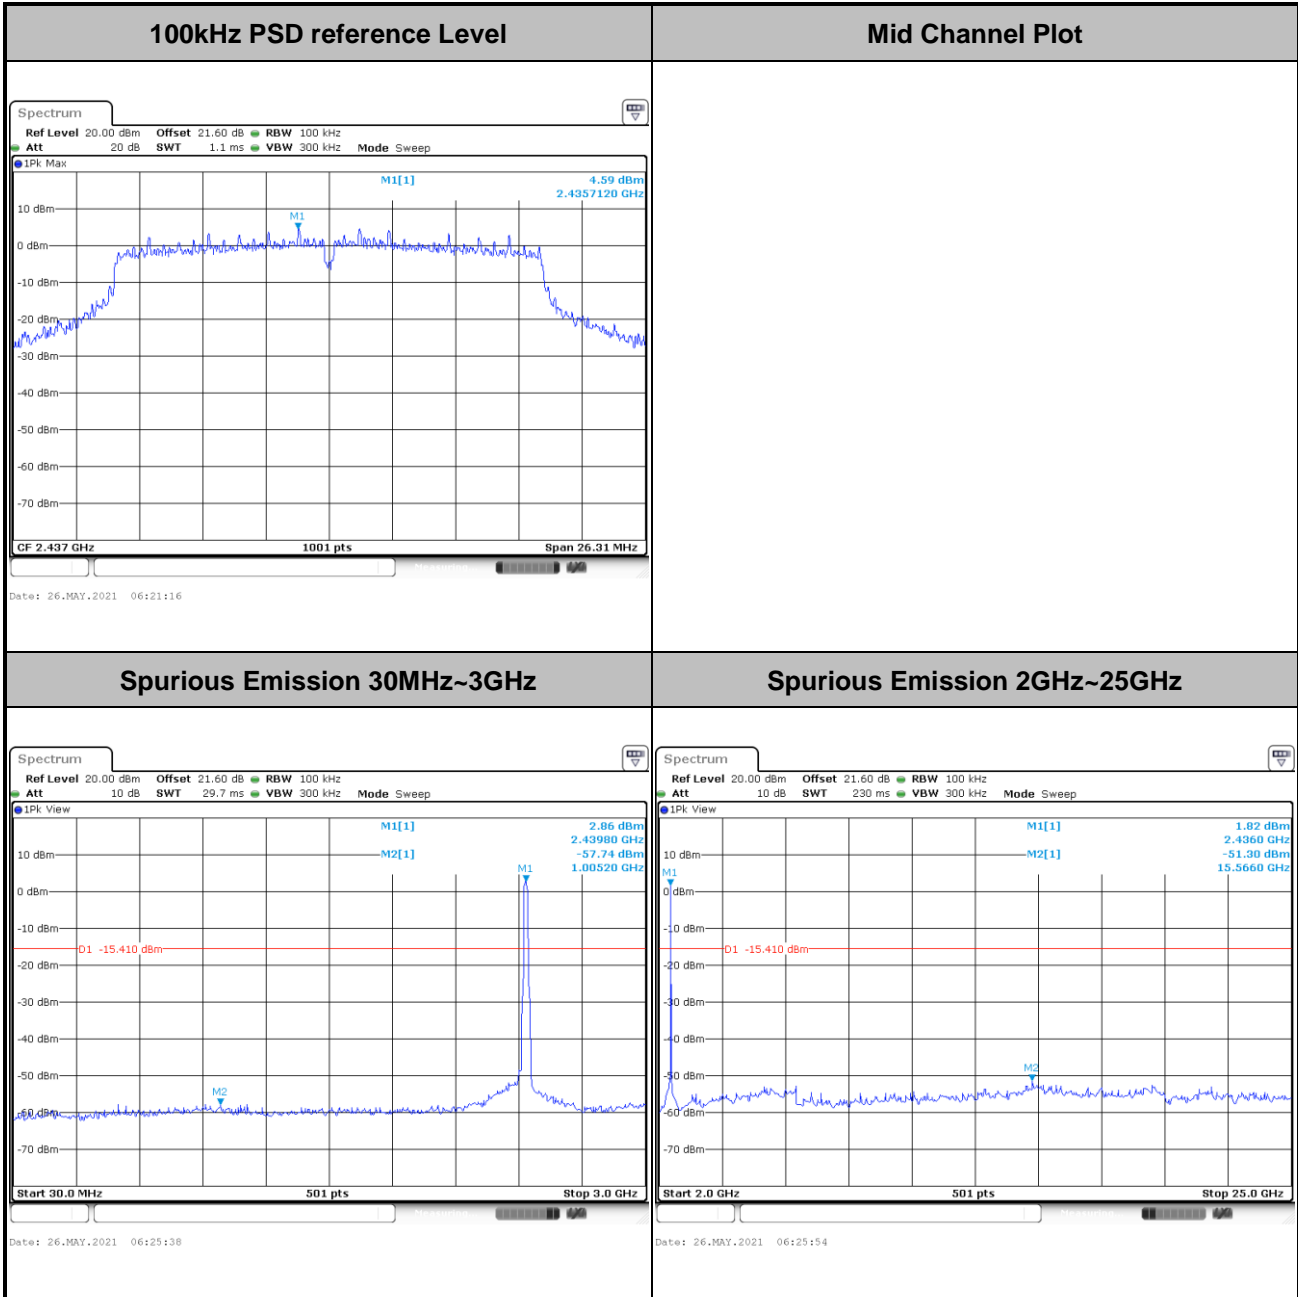 100kHz PSD reference Level
Mid Channel Plot
Spectrum
Ref Level 20.00 dBm Offset 21.60 dB RBW 100 kHz
Att 20 dB SWT 1.1 ms VBW 300 kHz Mode Sweep
1Pk Max
M1[1] 4.59 dBm
2.4357120 GHz
M1
10 dBm
0 dBm
-10 dBm
-20 dBm
-30 dBm
-40 dBm
-50 dBm
-60 dBm
-70 dBm
CF 2.437 GHz 1001 pts Span 26.31 MHz
Measuring...
Date: 26.MAY.2021 06:21:16
Spurious Emission 30MHz~3GHz
Spurious Emission 2GHz~25GHz
Spectrum
Ref Level 20.00 dBm Offset 21.60 dB RBW 100 kHz
Att 10 dB SWT 29.7 ms VBW 300 kHz Mode Sweep
1Pk View
M1[1] 2.86 dBm
2.43980 GHz
M2[1] -57.74 dBm
1.00520 GHz
M1
10 dBm
0 dBm
-10 dBm
D1 -15.410 dBm
-20 dBm
-30 dBm
-40 dBm
-50 dBm
M2
-60 dBm
-70 dBm
Start 30.0 MHz 501 pts Stop 3.0 GHz
Measuring...
Date: 26.MAY.2021 06:25:38
Spectrum
Ref Level 20.00 dBm Offset 21.60 dB RBW 100 kHz
Att 10 dB SWT 230 ms VBW 300 kHz Mode Sweep
1Pk View
M1[1] 1.82 dBm
2.4360 GHz
M2[1] -51.30 dBm
15.5660 GHz
10 dBm
M1
0 dBm
-10 dBm
D1 -15.410 dBm
-20 dBm
-30 dBm
-40 dBm
M2
-50 dBm
-60 dBm
-70 dBm
Start 2.0 GHz 501 pts Stop 25.0 GHz
Measuring...
Date: 26.MAY.2021 06:25:54